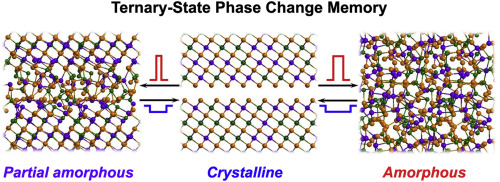 Ternary-State Phase Change Memory
Partial amorphous
Crystalline
Amorphous